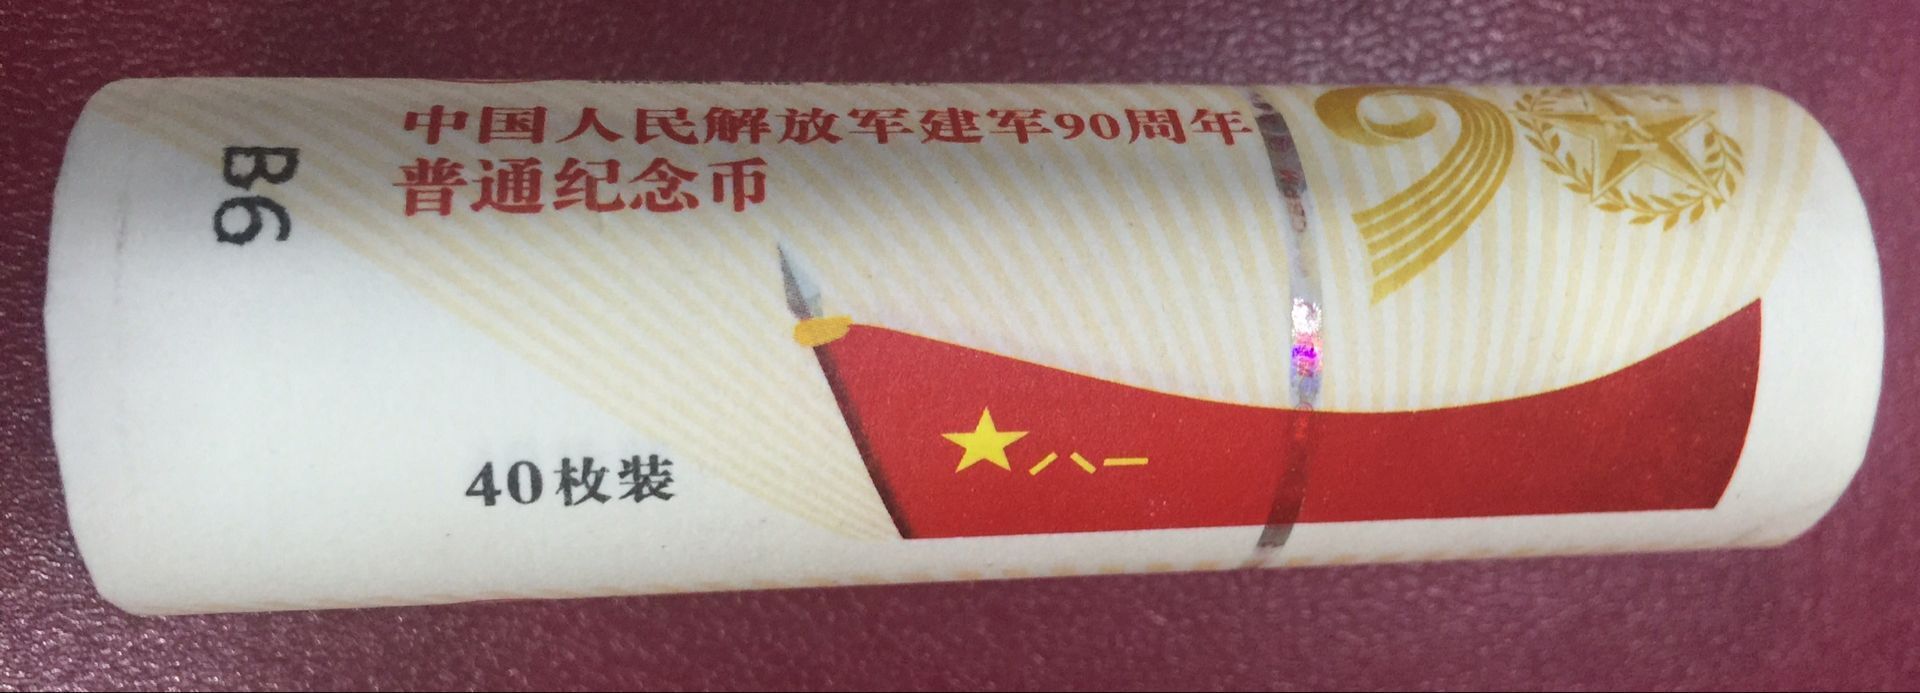 中国人民解放军建军90周年
普通纪念币
B6
八一
40枚装